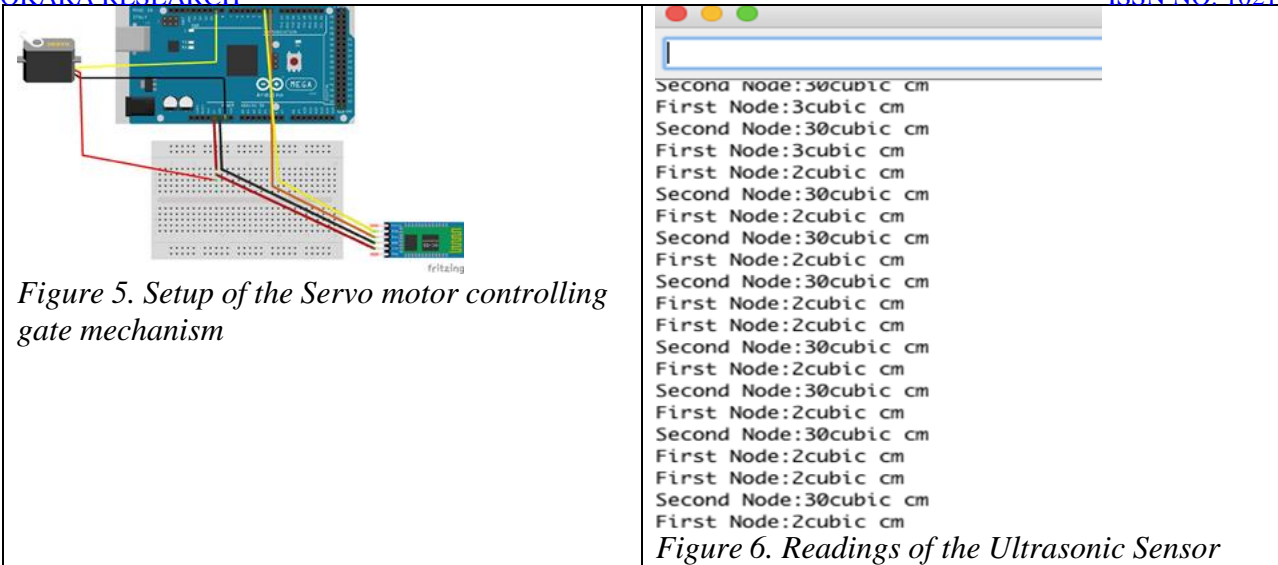 MEGA
fritzing
Figure 5. Setup of the Servo motor controlling
gate mechanism
Second Node:30cubic cm
First Node:3cubic cm
Second Node:30cubic cm
First Node:3cubic cm
First Node:2cubic cm
Second Node:30cubic cm
First Node:2cubic cm
Second Node:30cubic cm
First Node:2cubic cm
Second Node:30cubic cm
First Node:2cubic cm
First Node:2cubic cm
Second Node:30cubic cm
First Node:2cubic cm
Second Node:30cubic cm
First Node:2cubic cm
Second Node:30cubic cm
First Node:2cubic cm
First Node:2cubic cm
Second Node:30cubic cm
First Node:2cubic cm
Figure 6. Readings of the Ultrasonic Sensor